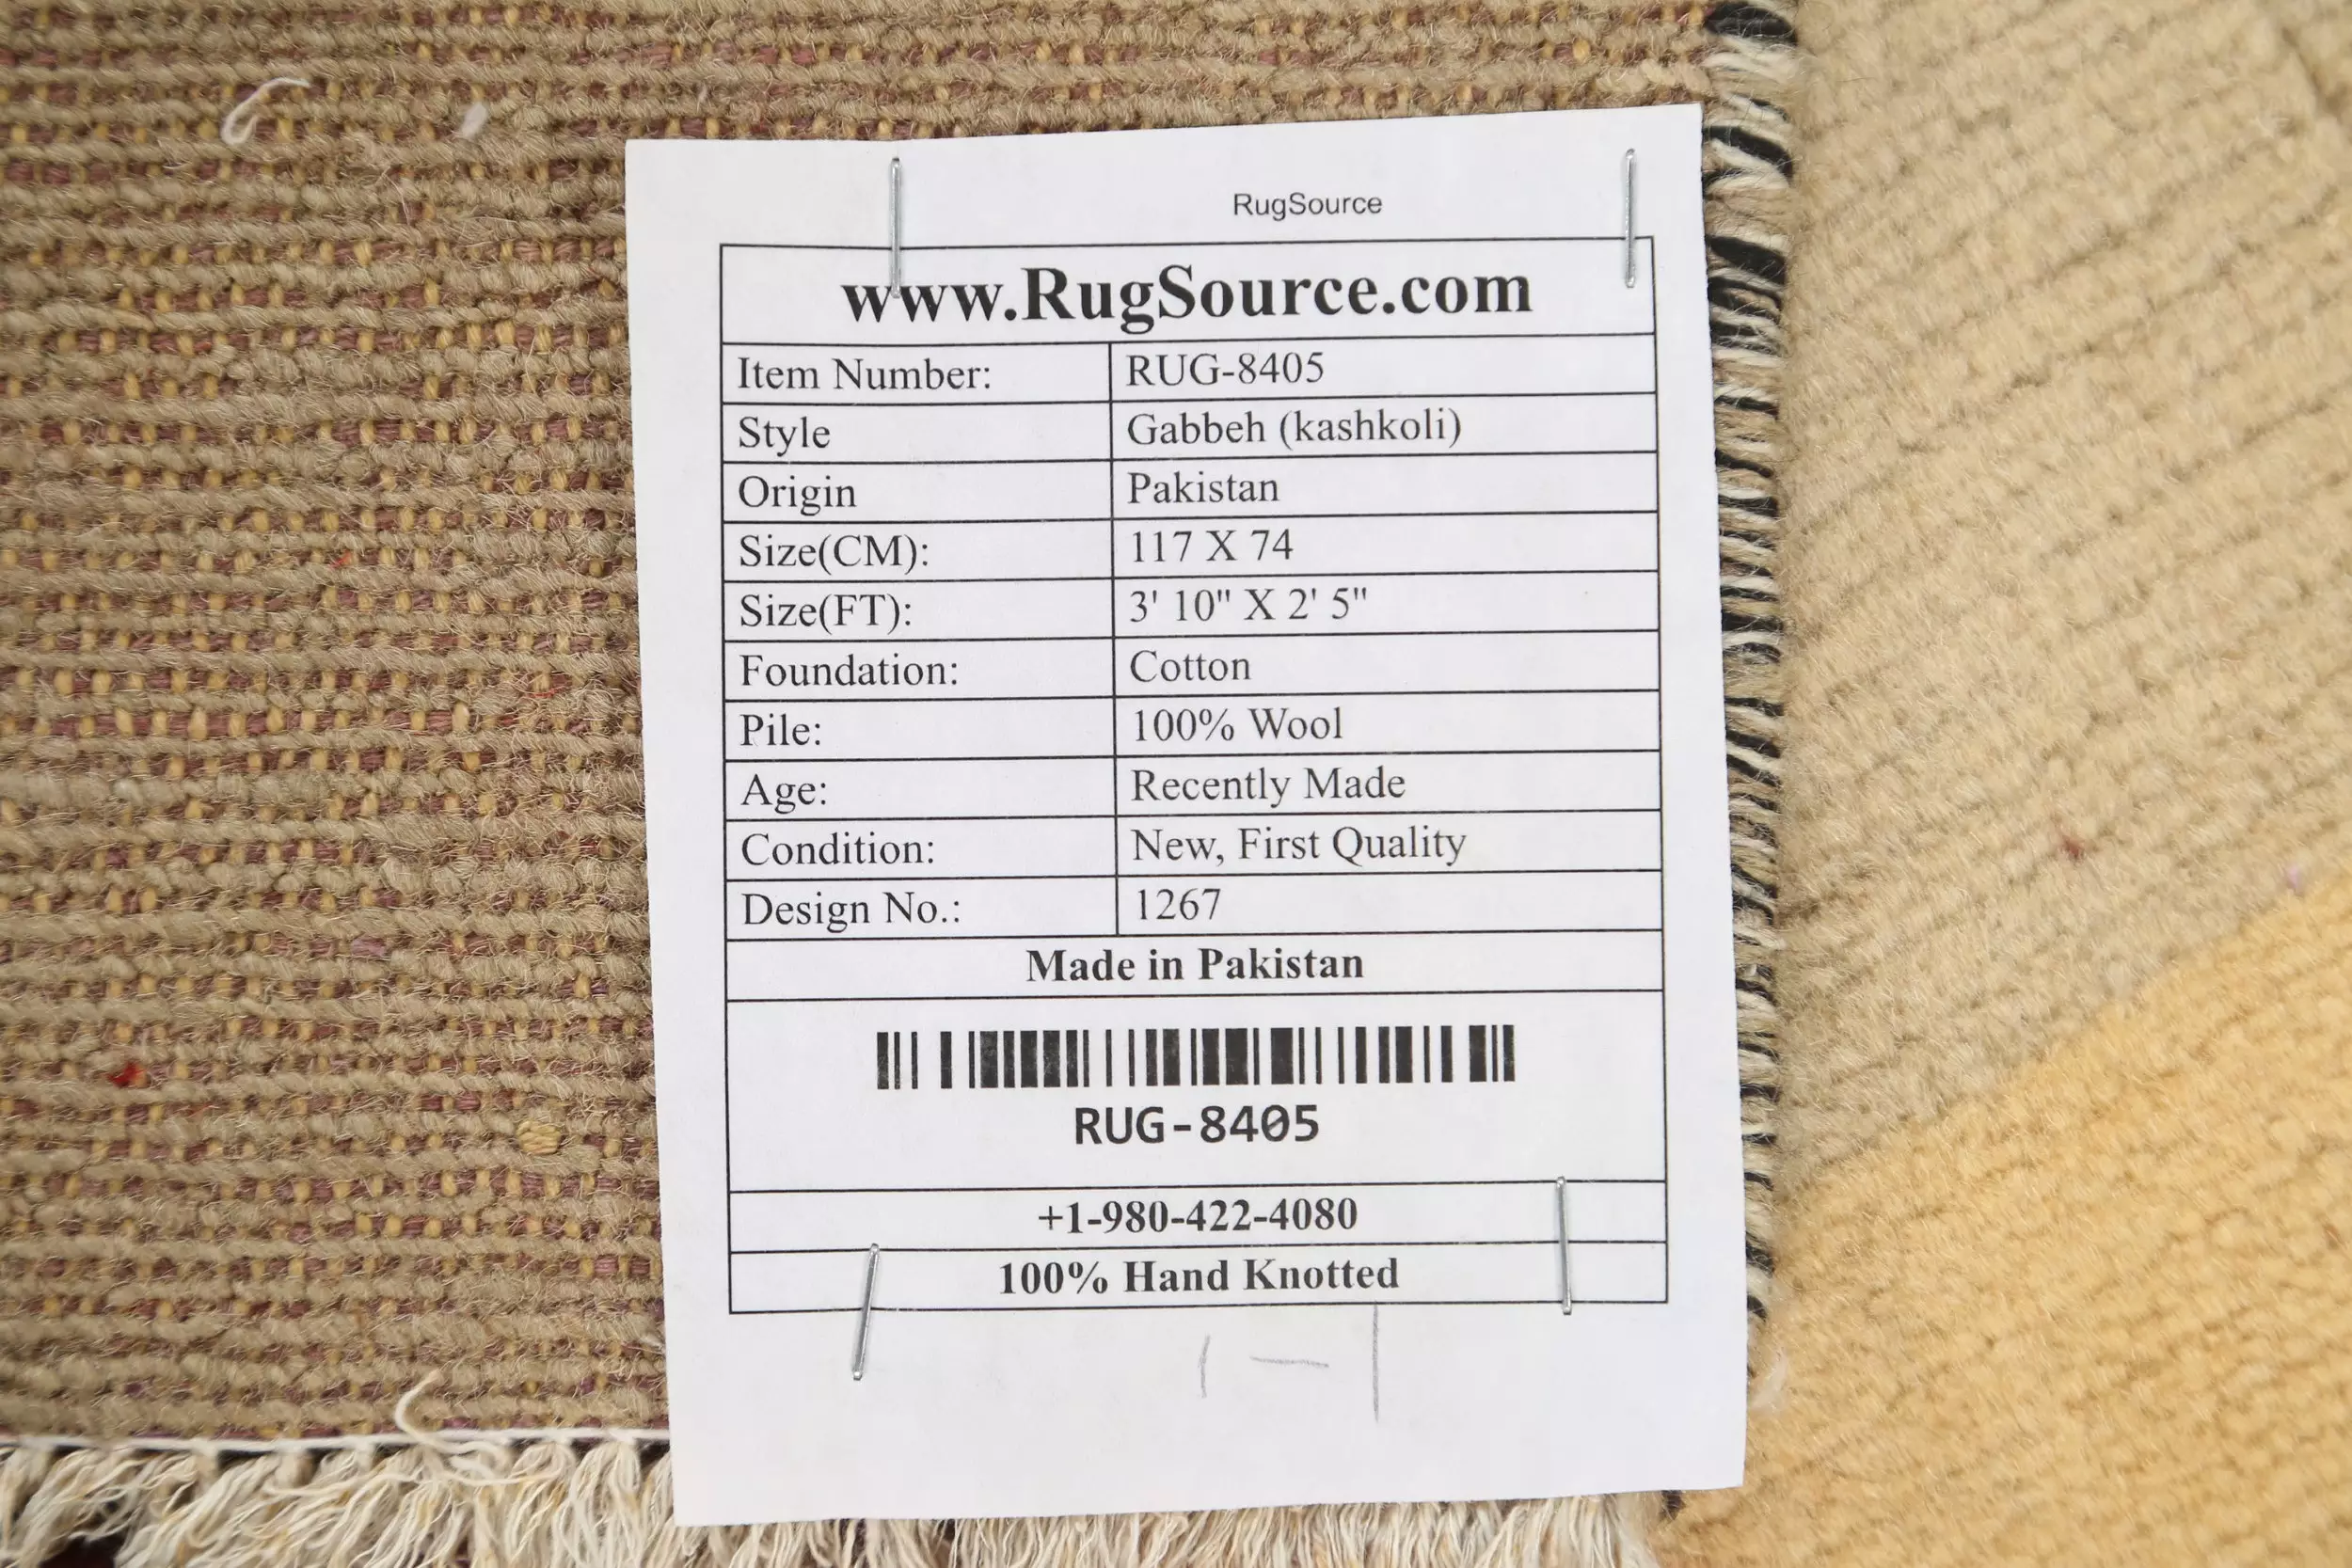 RugSource
www.RugSource.com
Item Number: RUG-8405
Style Gabbeh (kashkoli)
Origin Pakistan
Size(CM): 117 X 74
Size(FT): 3' 10" X 2' 5"
Foundation: Cotton
Pile: 100% Wool
Age: Recently Made
Condition: New, First Quality
Design No.: 1267
Made in Pakistan
RUG-8405
+1-980-422-4080
100% Hand Knotted
1 - 1